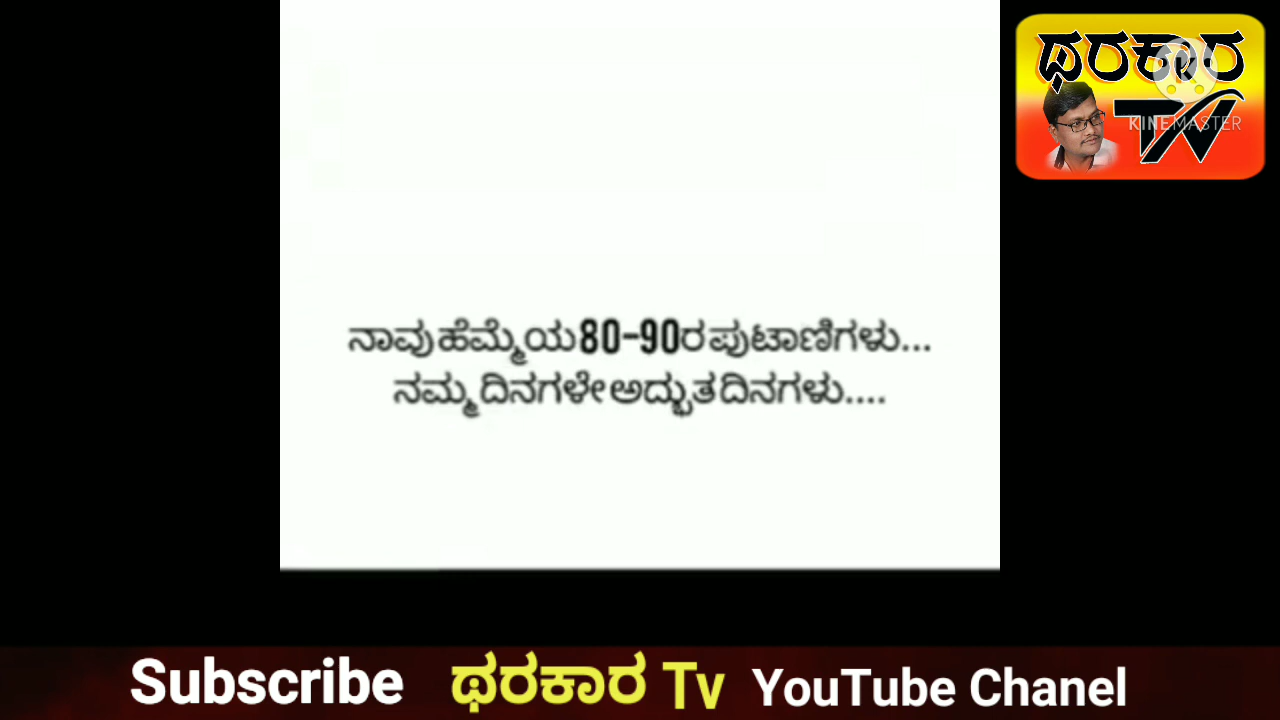 ಥರಕಾರ
TV
KINEMASTER
ನಾವು ಹೆಮ್ಮೆಯ 80-90ರ ಪುಟಾಣಿಗಳು...
ನಮ್ಮ ದಿನಗಳೇ ಅದ್ಭುತ ದಿನಗಳು....
Subscribe ಥರಕಾರ Tv YouTube Chanel